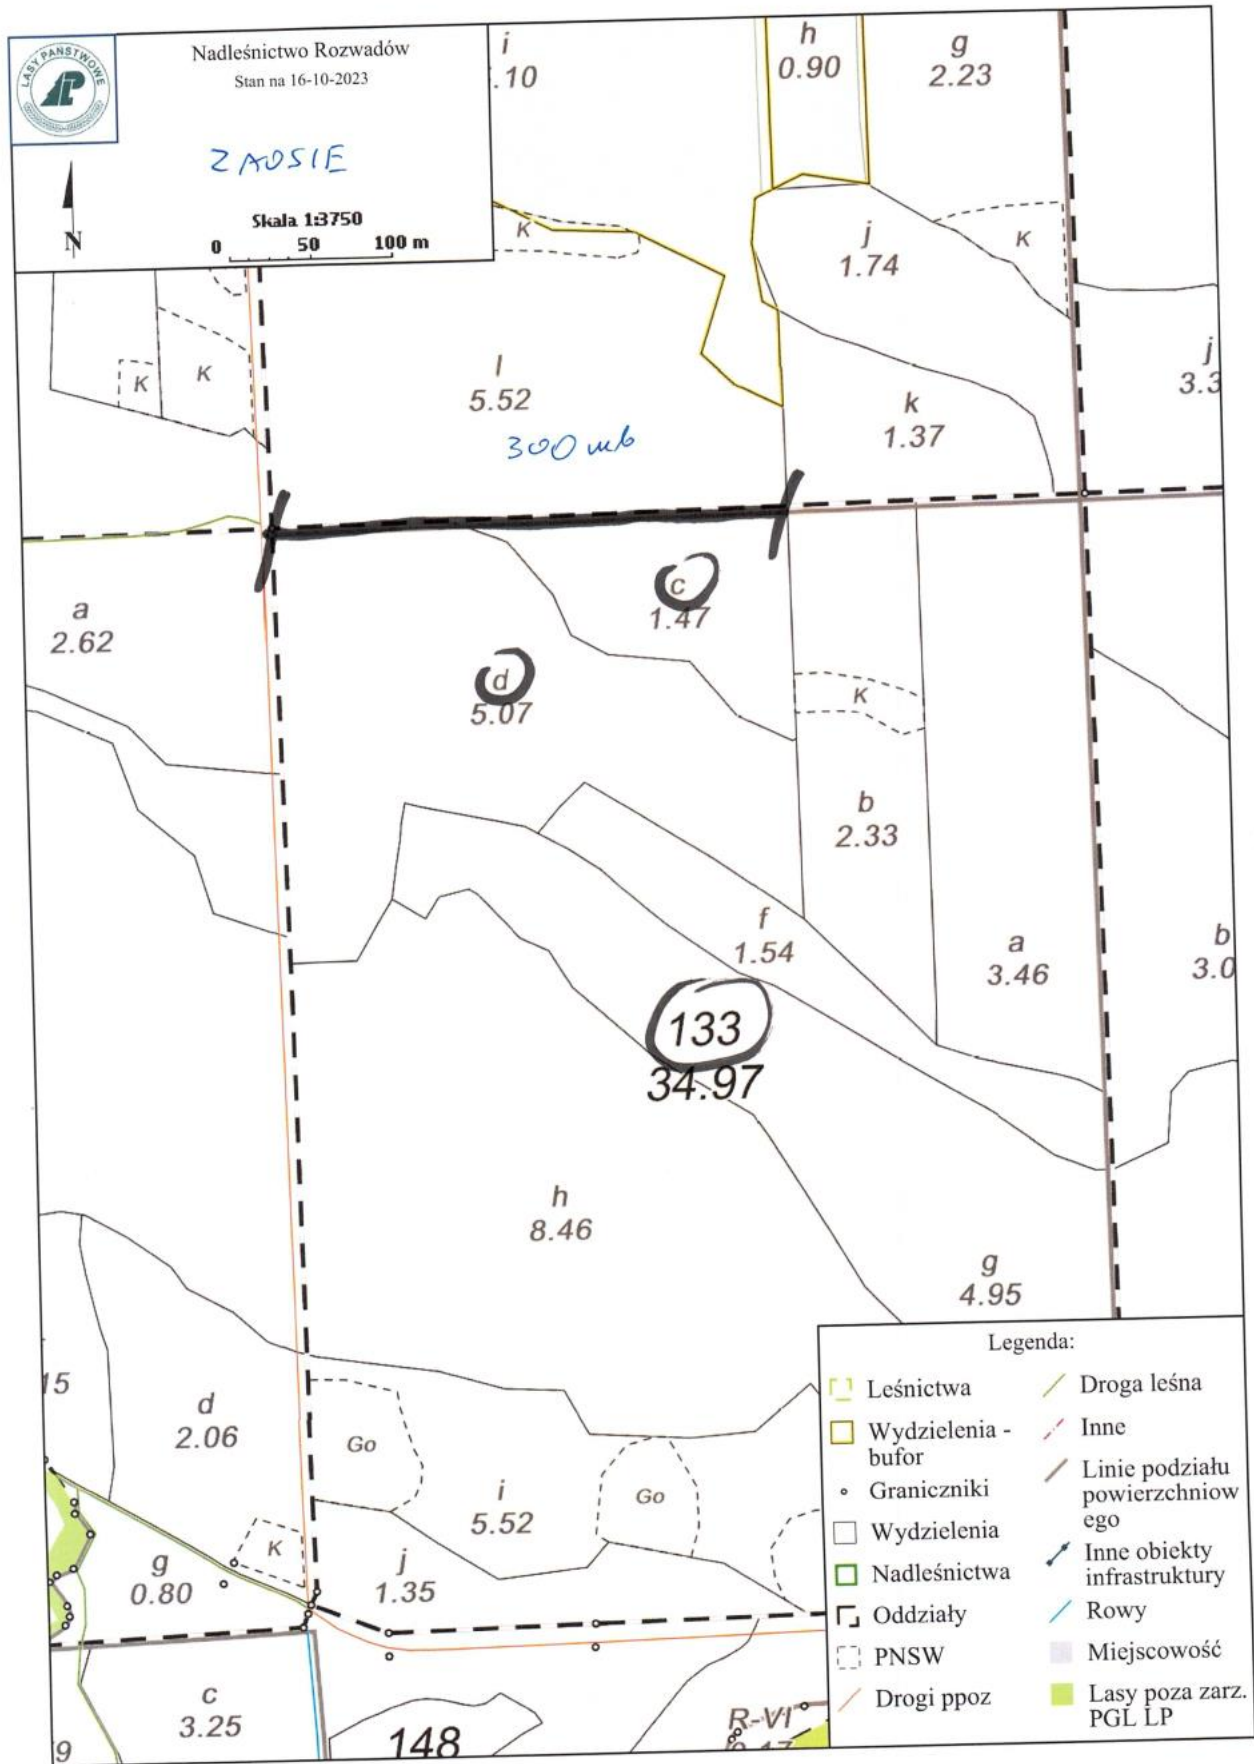 LASY PAŃSTWOWE
Nadleśnictwo Rozwadów
Stan na 16-10-2023
ZAOSIE
Skala 1:3750
0 50 100 m
N
i
.10
h
0.90
g
2.23
K
j
1.74
K
K
K
l
5.52
300 mb
k
1.37
j
3.3
a
2.62
c
1.47
d
5.07
K
b
2.33
f
1.54
a
3.46
b
3.0
133
34.97
h
8.46
g
4.95
15
d
2.06
Go
i
5.52
Go
K
g
0.80
j
1.35
c
3.25
9
148
R-VI
Legenda:
Leśnictwa
Wydzielenia -
bufor
Graniczniki
Wydzielenia
Nadleśnictwa
Oddziały
PNSW
Drogi ppoz
Droga leśna
Inne
Linie podziału
powierzchniow
ego
Inne obiekty
infrastruktury
Rowy
Miejscowość
Lasy poza zarz.
PGL LP